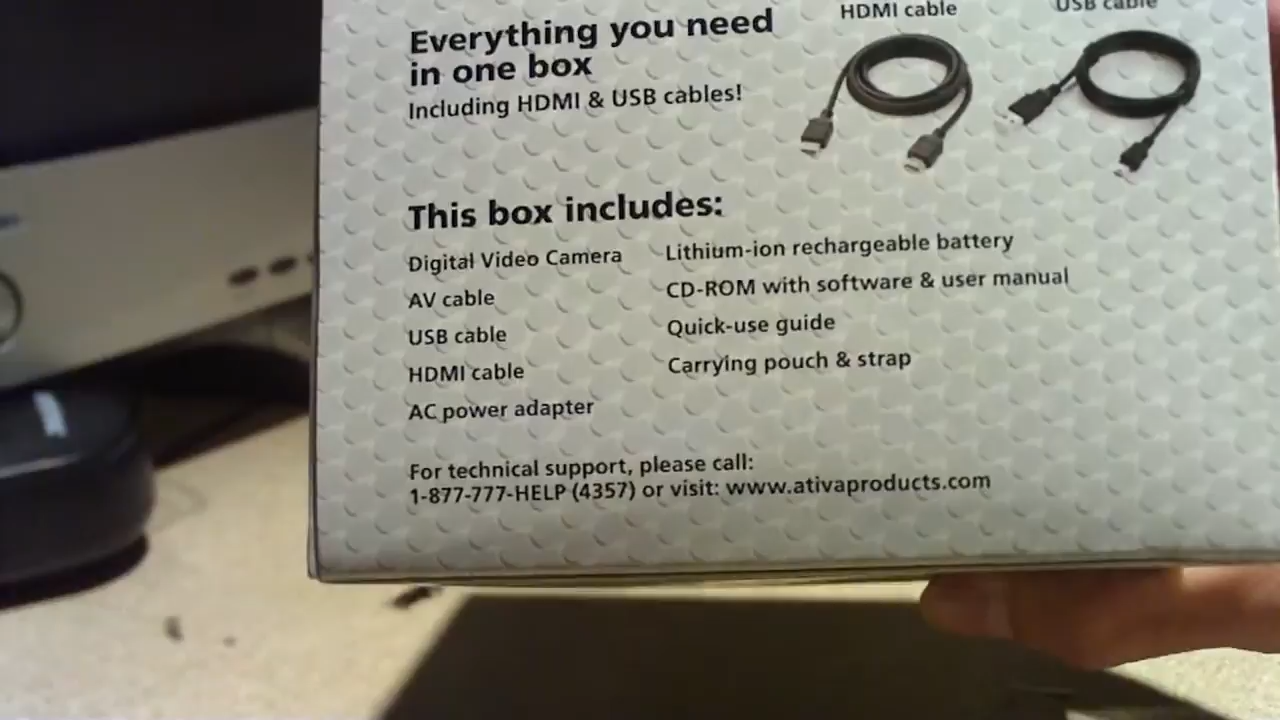 HDMI cable
USB cable
Everything you need
in one box
Including HDMI & USB cables!
This box includes:
Digital Video Camera
AV cable
USB cable
HDMI cable
AC power adapter
Lithium-ion rechargeable battery
CD-ROM with software & user manual
Quick-use guide
Carrying pouch & strap
For technical support, please call:
1-877-777-HELP (4357) or visit: www.ativaproducts.com